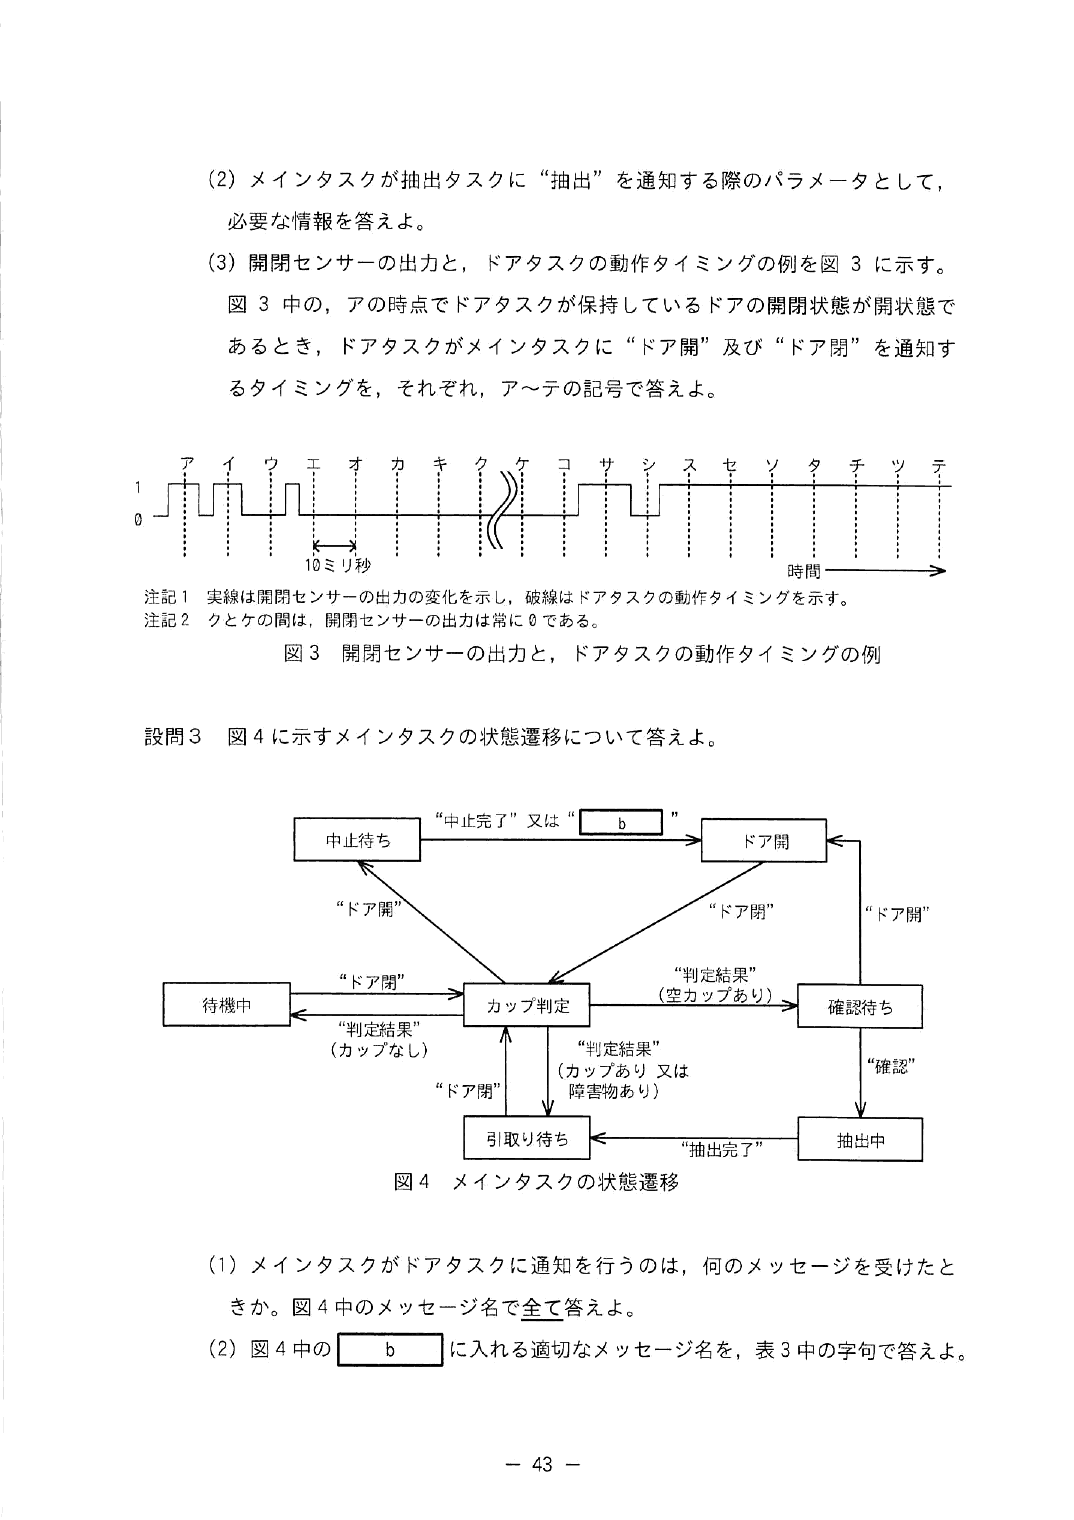 (2) メインタスクが抽出タスクに“抽出”を通知する際のパラメータとして,
必要な情報を答えよ。
(3) 開閉センサーの出力と, ドアタスクの動作タイミングの例を図 3 に示す。
図 3 中の, アの時点でドアタスクが保持しているドアの開閉状態が開状態で
あるとき, ドアタスクがメインタスクに“ドア開”及び“ドア閉”を通知す
るタイミングを, それぞれ, ア～テの記号で答えよ。
ア イ ウ エ オ カ キ ク ケ コ サ シ ス セ ソ タ チ ツ テ
1
0
10ミリ秒
時間
注記1 実線は開閉センサーの出力の変化を示し, 破線はドアタスクの動作タイミングを示す。
注記2 クとケの間は, 開閉センサーの出力は常に0である。
図3 開閉センサーの出力と, ドアタスクの動作タイミングの例
設問3 図4に示すメインタスクの状態遷移について答えよ。
“中止完了”又は“ b ”
中止待ち
ドア開
“ドア開”
“ドア閉”
“ドア開”
“ドア閉”
“判定結果”
(空カップあり)
待機中
カップ判定
確認待ち
“判定結果”
(カップなし)
“判定結果”
(カップあり 又は
障害物あり)
“確認”
“ドア閉”
引取り待ち
“抽出完了”
抽出中
図4 メインタスクの状態遷移
(1) メインタスクがドアタスクに通知を行うのは, 何のメッセージを受けたと
きか。図4中のメッセージ名で全て答えよ。
(2) 図4中の b に入れる適切なメッセージ名を, 表3中の字句で答えよ。
— 43 —